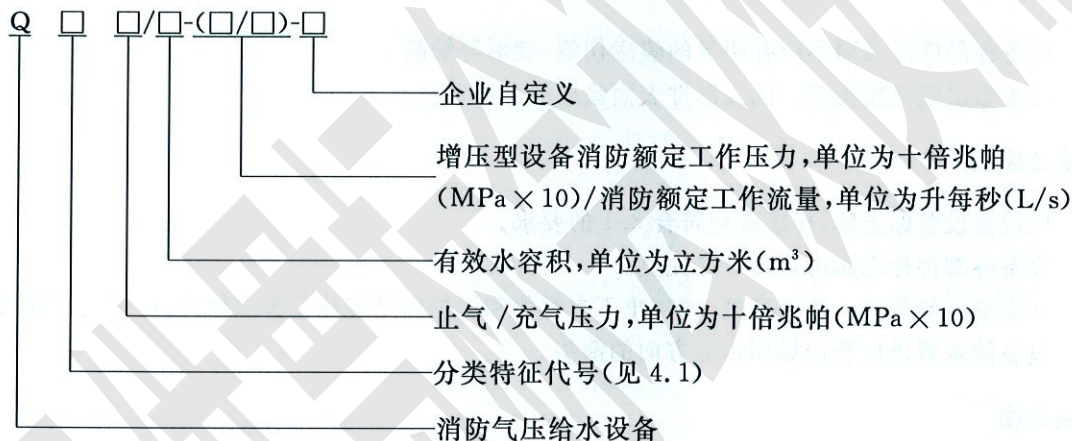 Q □ □/□-(□/□)-□
企业自定义
增压型设备消防额定工作压力,单位为十倍兆帕
(MPa×10)/消防额定工作流量,单位为升每秒(L/s)
有效水容积,单位为立方米(m³)
止气/充气压力,单位为十倍兆帕(MPa×10)
分类特征代号(见 4.1)
消防气压给水设备